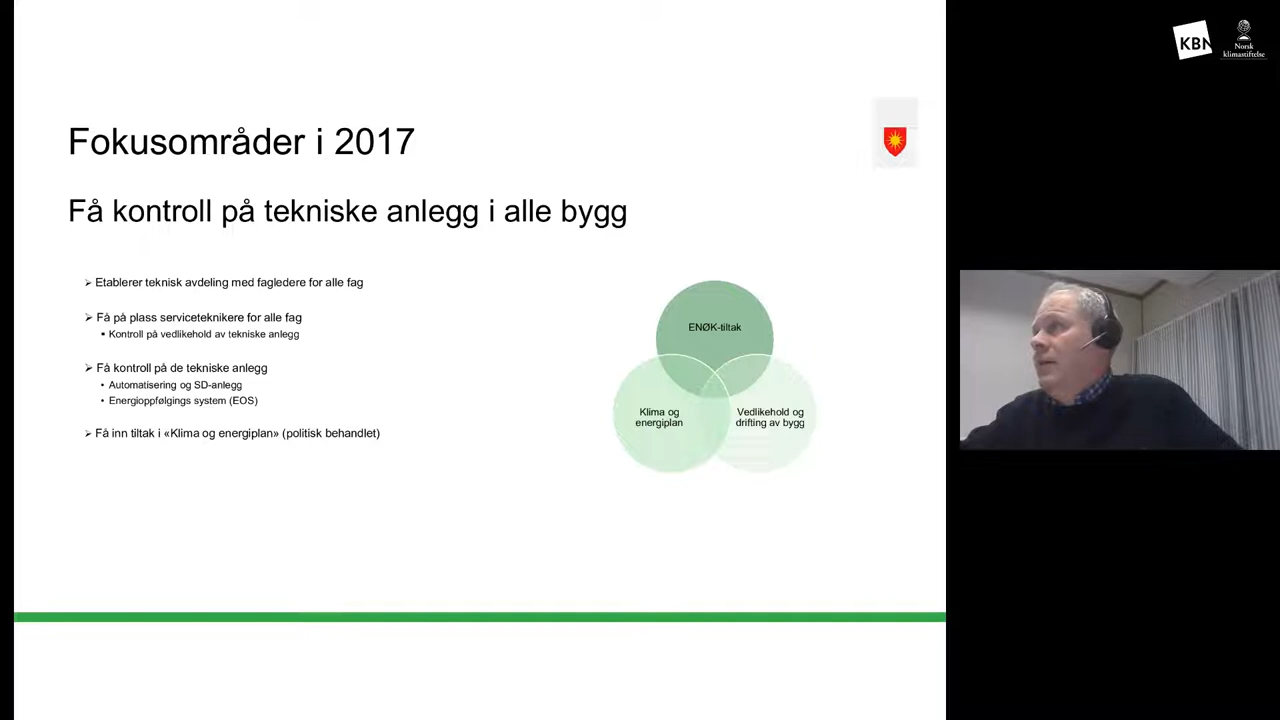 KBN
Norsk
klimastiftelse
Fokusområder i 2017
Få kontroll på tekniske anlegg i alle bygg
➢ Etablerer teknisk avdeling med fagledere for alle fag
➢ Få på plass serviceteknikere for alle fag
▪ Kontroll på vedlikehold av tekniske anlegg
➢ Få kontroll på de tekniske anlegg
• Automatisering og SD-anlegg
• Energioppfølgings system (EOS)
➢ Få inn tiltak i «Klima og energiplan» (politisk behandlet)
ENØK-tiltak
Klima og
energiplan
Vedlikehold og
drifting av bygg